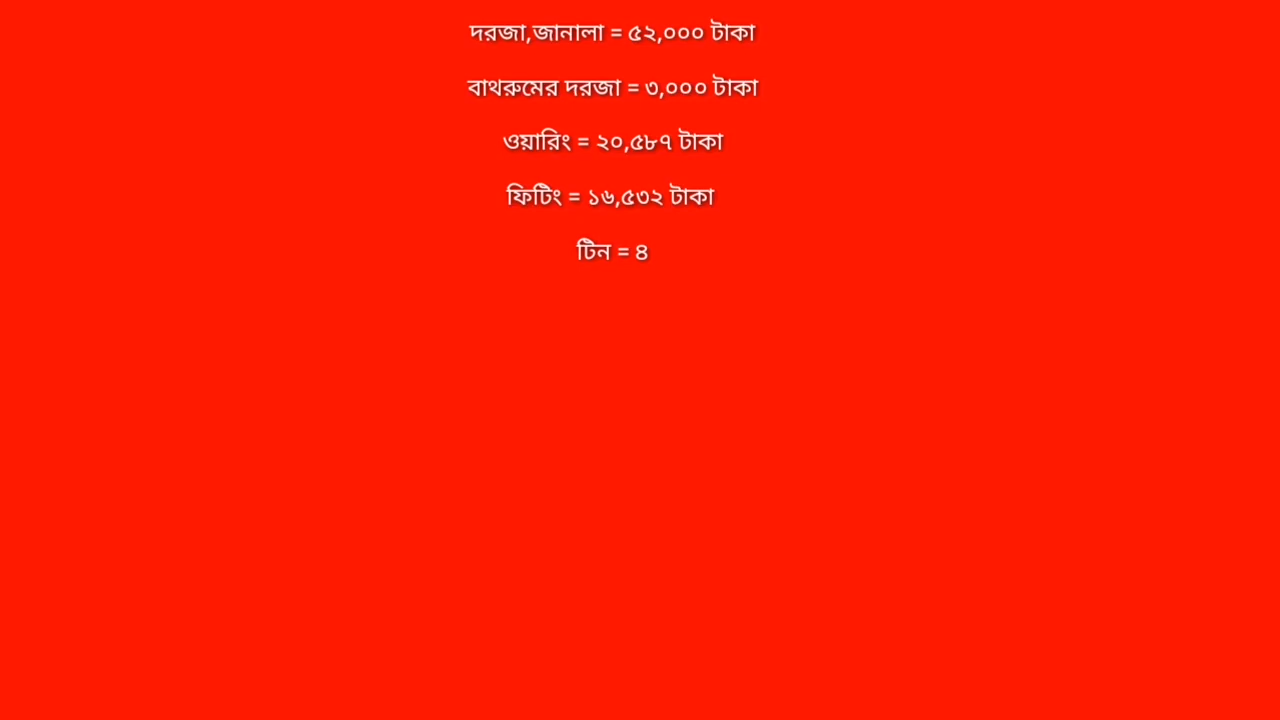 দরজা,জানালা = ৫২,০০০ টাকা
বাথরুমের দরজা = ৩,০০০ টাকা
ওয়ারিং = ২০,৫৮৭ টাকা
ফিটিং = ১৬,৫৩২ টাকা
টিন = ৪